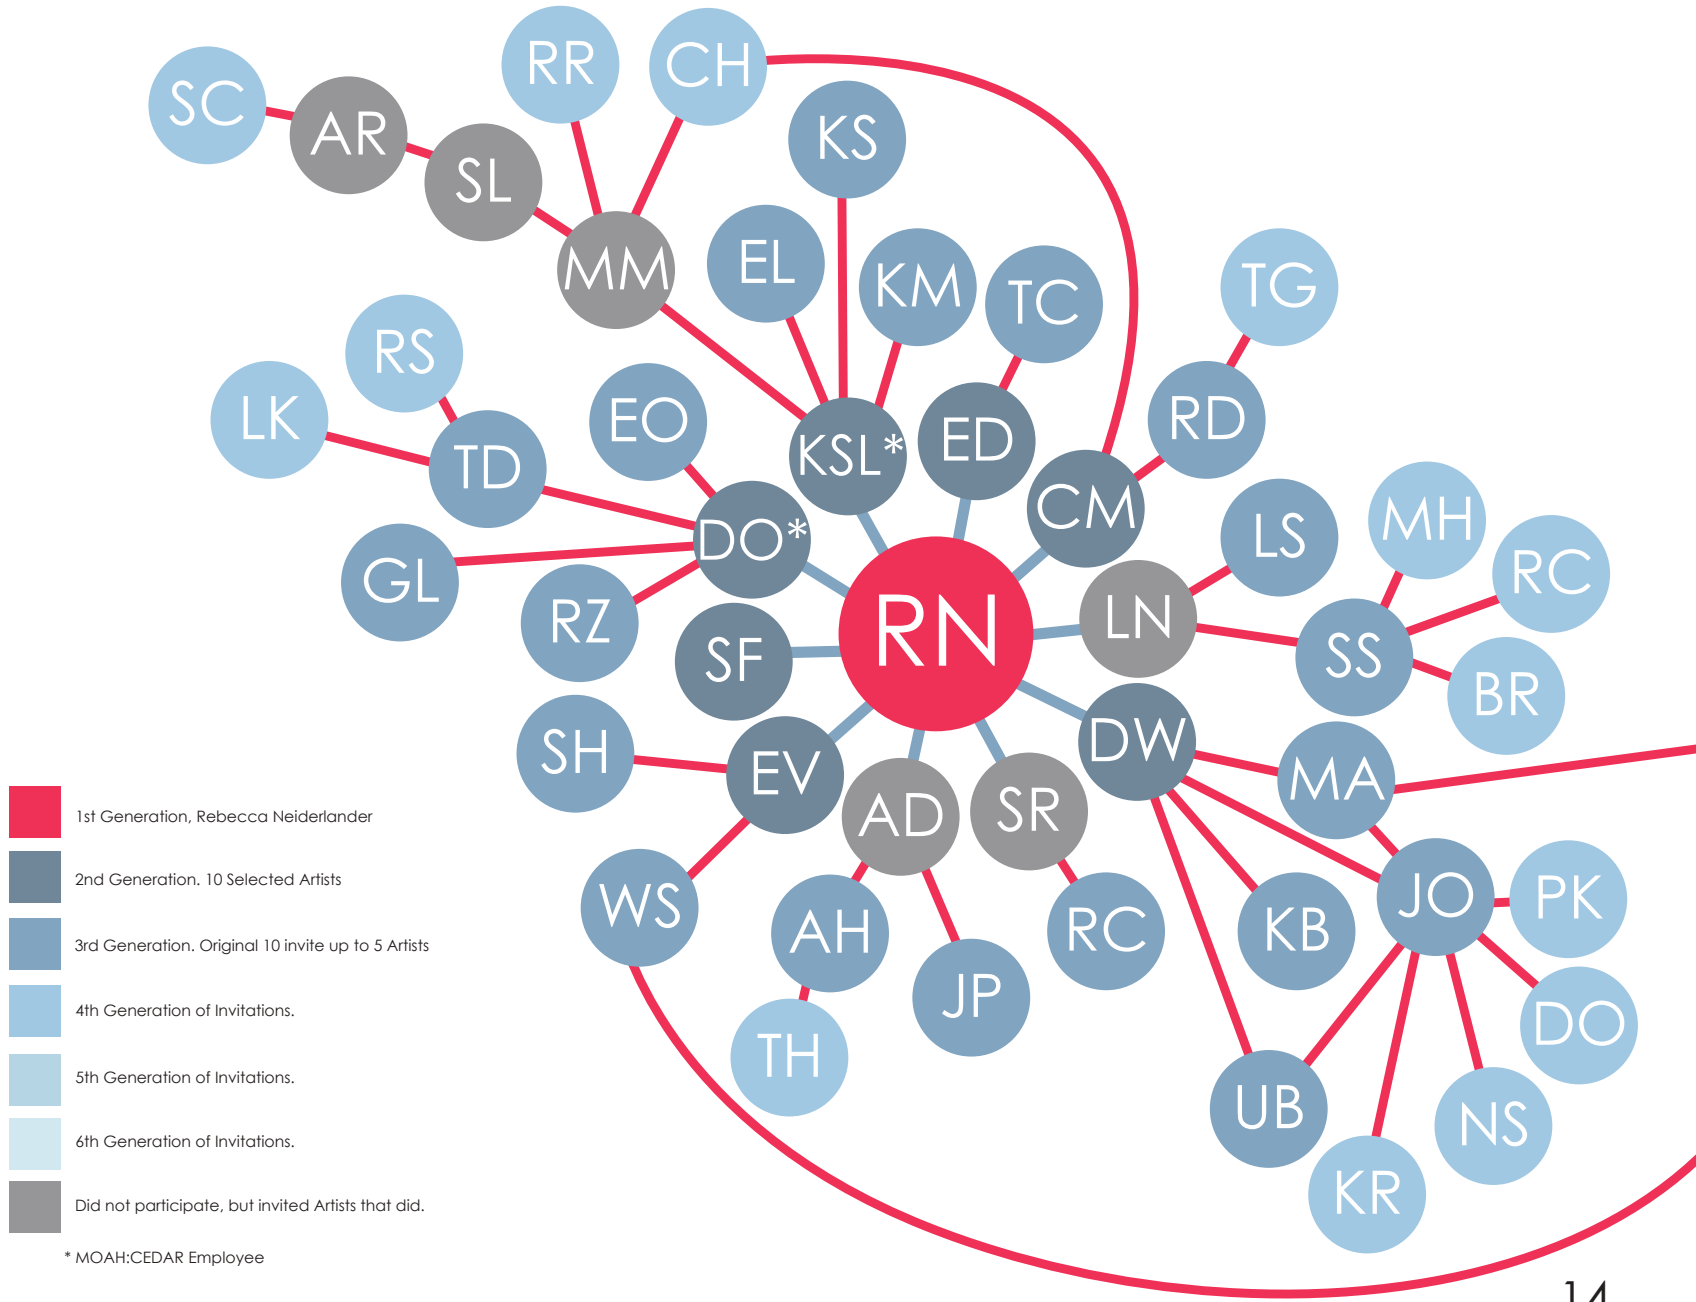 RR
CH
SC
AR
KS
SL
EL
MM
KM
TC
TG
RS
LK
EO
RD
TD
KSL*
ED
CM
MH
LS
DO*
RC
GL
RZ
RN
LN
SF
SS
BR
SH
EV
DW
MA
AD
SR
WS
AH
RC
KB
JO
PK
JP
DO
TH
UB
NS
KR
1st Generation, Rebecca Neiderlander
2nd Generation. 10 Selected Artists
3rd Generation. Original 10 invite up to 5 Artists
4th Generation of Invitations.
5th Generation of Invitations.
6th Generation of Invitations.
Did not participate, but invited Artists that did.
* MOAH:CEDAR Employee
14